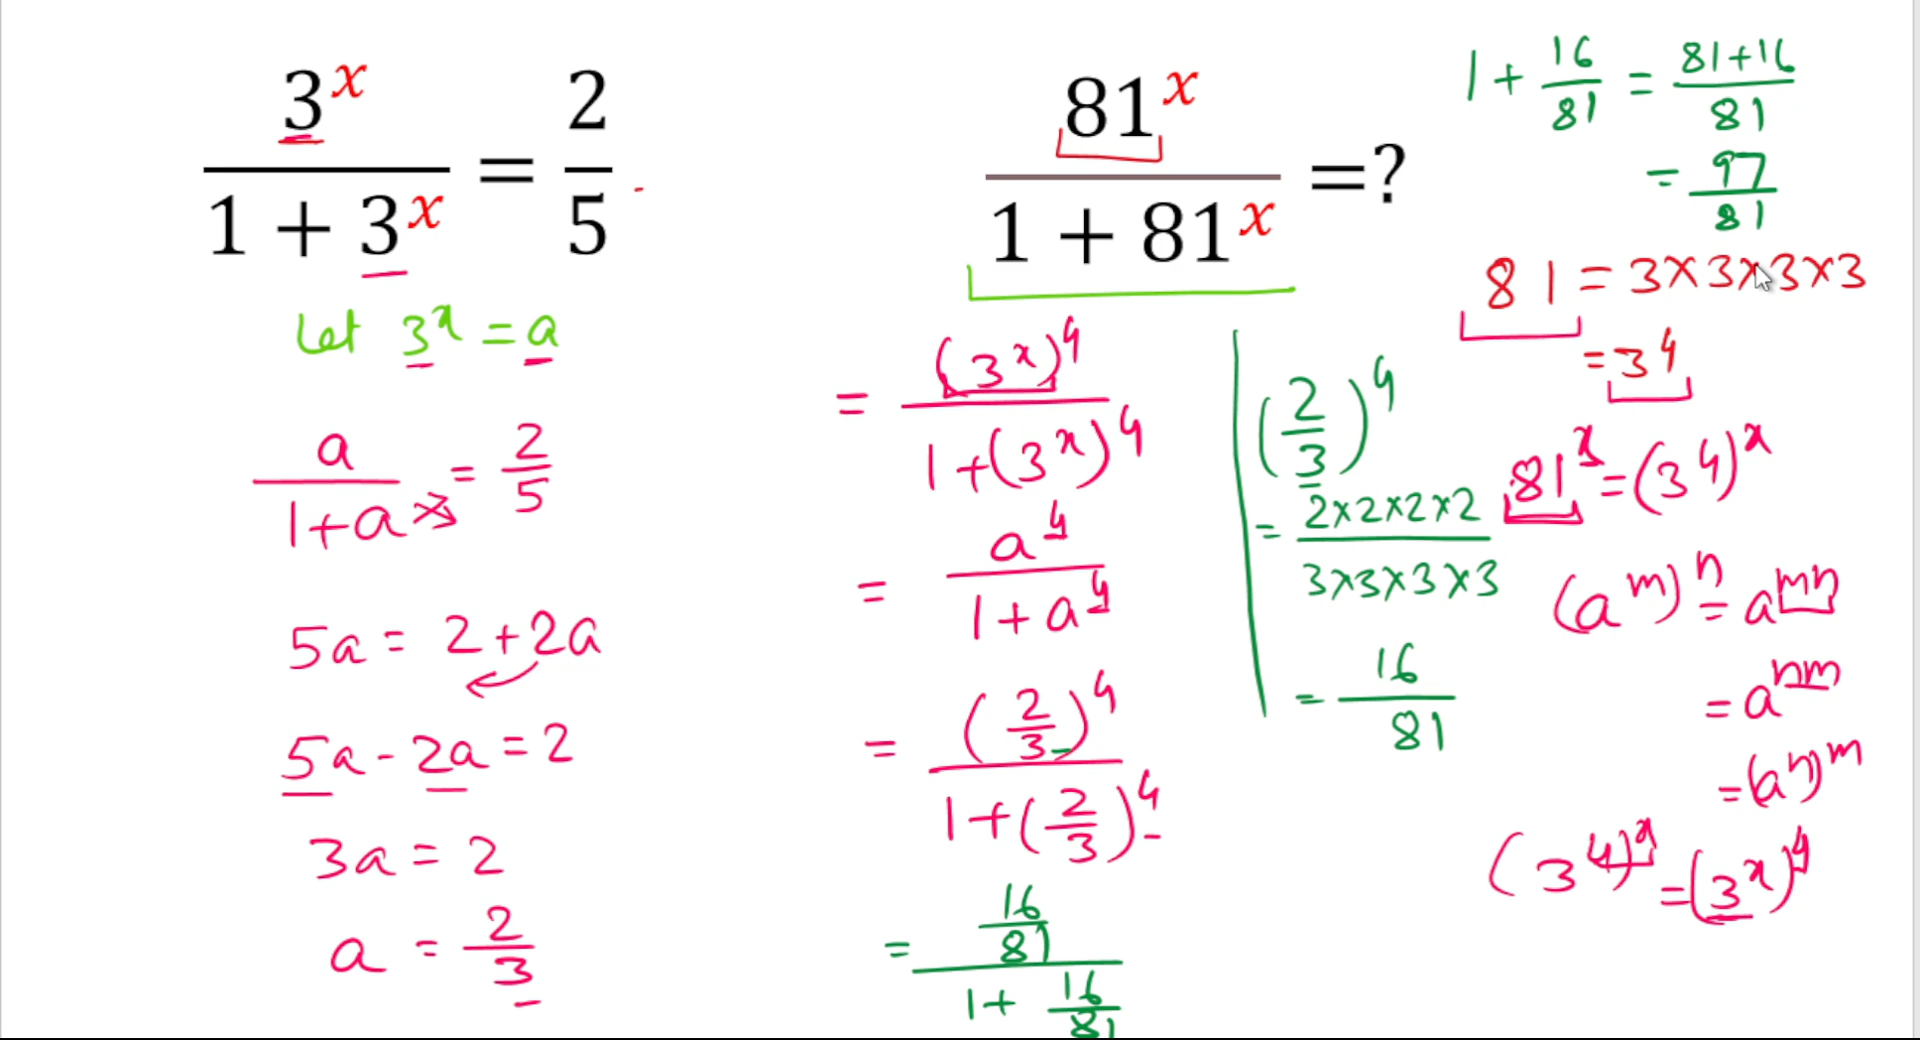 3^x / (1 + 3^x) = 2/5
Let 3^x = a
a / (1+a) = 2/5
5a = 2 + 2a
5a - 2a = 2
3a = 2
a = 2/3
81^x / (1 + 81^x) =?
= (3^x)^4 / (1+(3^x)^4)
= a^4 / (1+a^4)
= (2/3)^4 / (1+(2/3)^4)
= (16/81) / (1+ 16/81)
(2/3)^4
= (2×2×2×2) / (3×3×3×3)
= 16/81
1 + 16/81 = (81+16)/81
= 97/81
81 = 3×3×3×3
= 3^4
81^x = (3^4)^x
(a^m)^n = a^mn
= a^nm
= (a^n)^m
(3^4)^x = (3^x)^4